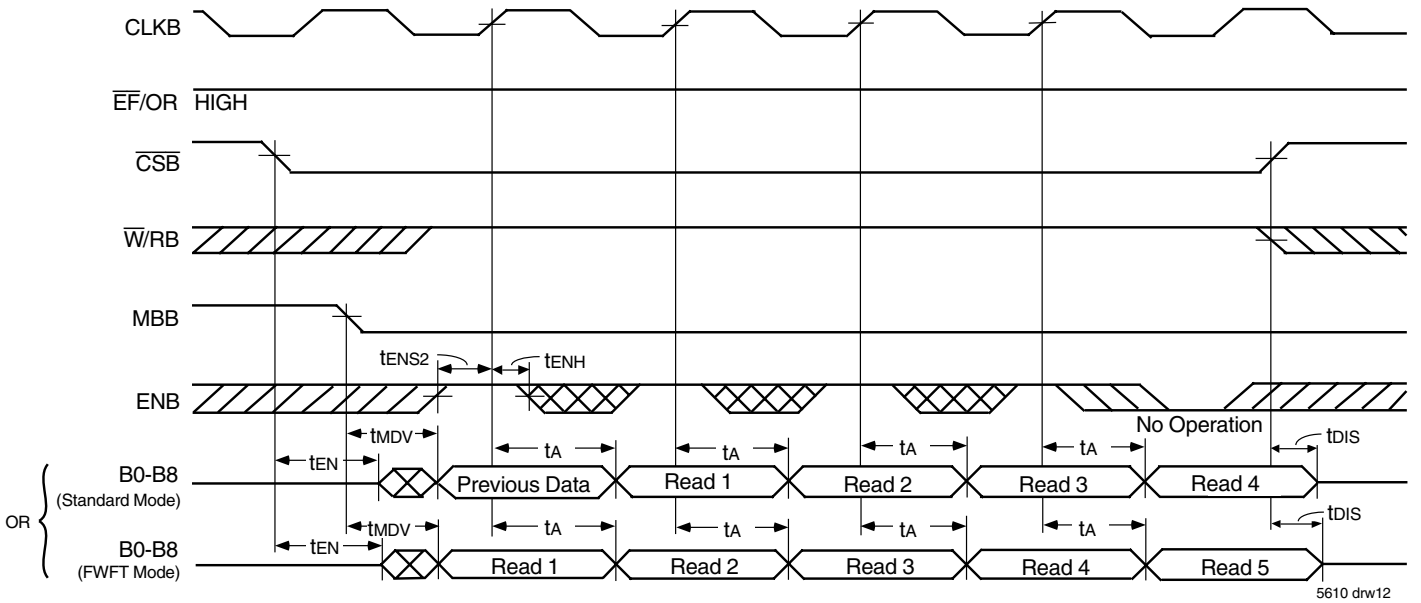 CLKB
EF/OR HIGH
CSB
W/RB
MBB
tENS2 tENH
ENB
No Operation
tMDV
tEN tA tA tA tA tDIS
B0-B8
(Standard Mode)
Previous Data Read 1 Read 2 Read 3 Read 4
OR
tMDV
tEN tA tA tA tA tDIS
B0-B8
(FWFT Mode)
Read 1 Read 2 Read 3 Read 4 Read 5
5610 drw12